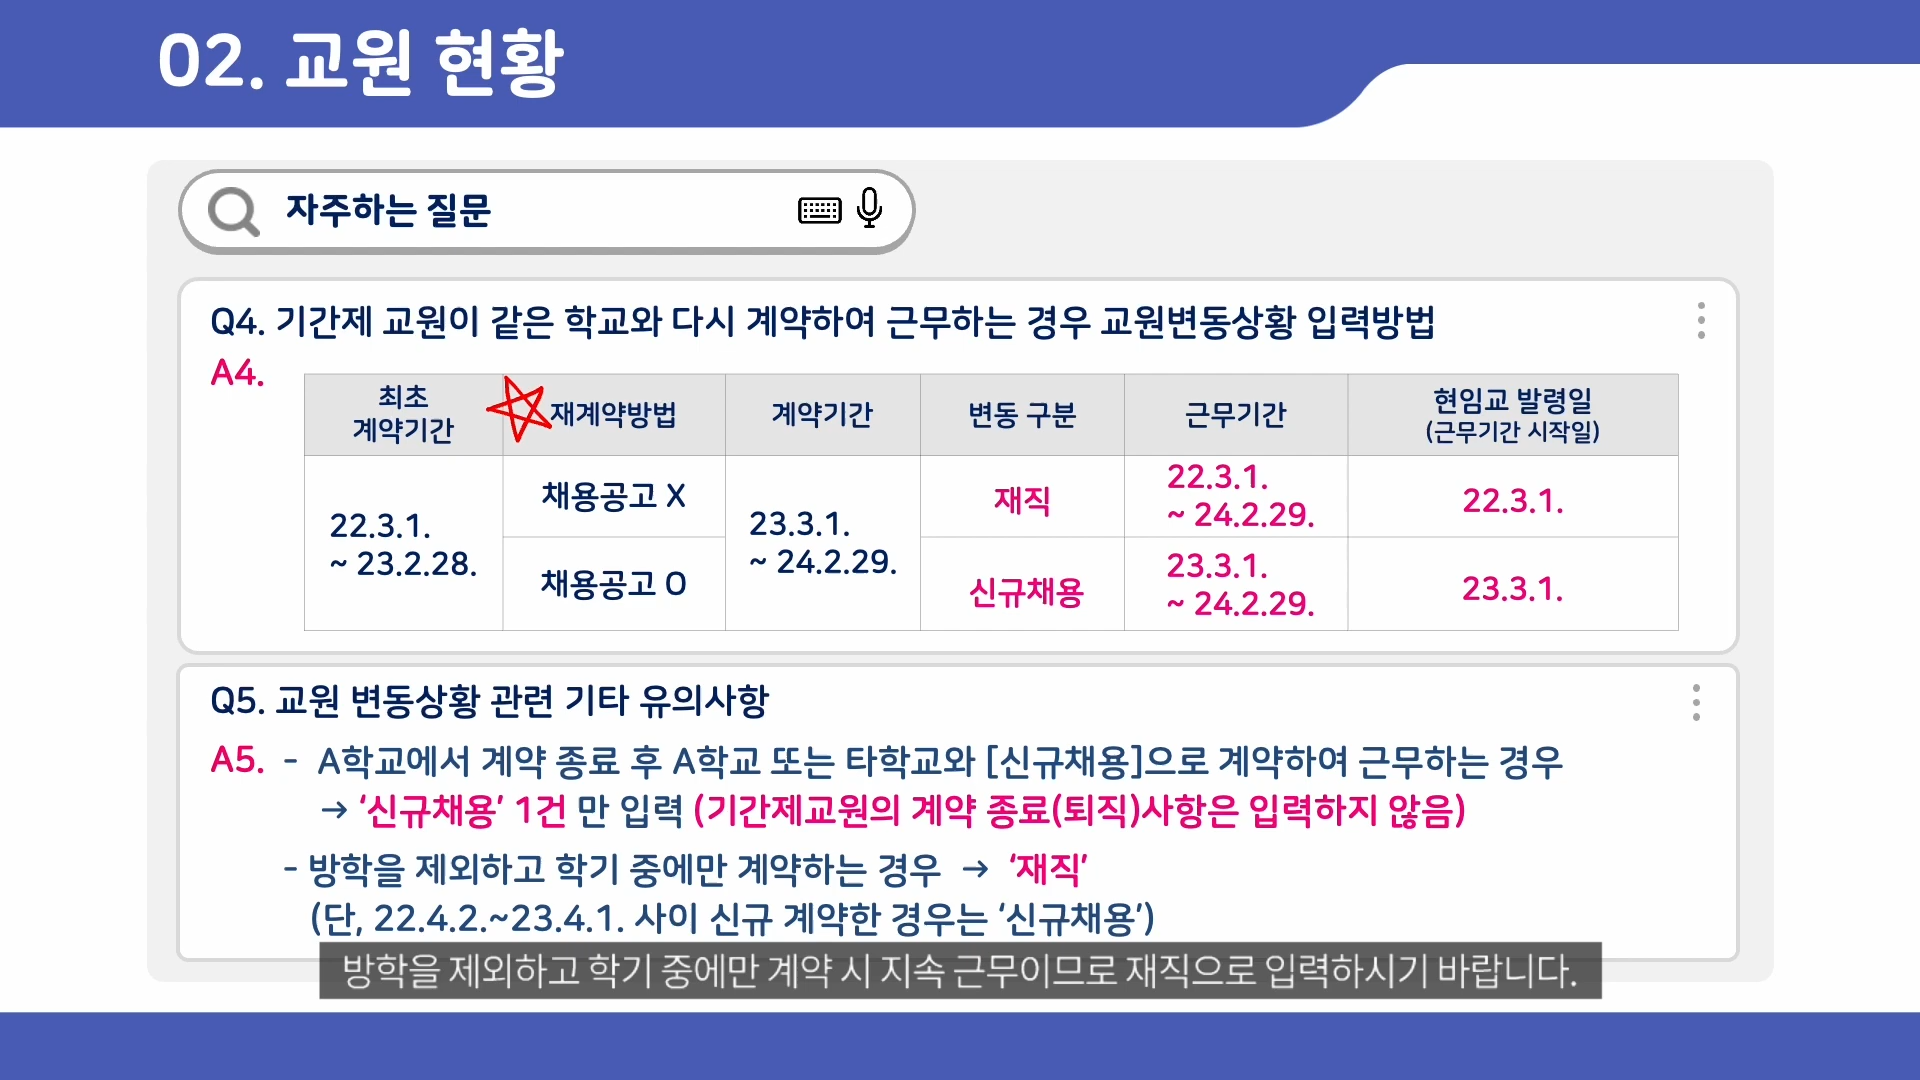 02. 교원 현황
자주하는 질문
Q4. 기간제 교원이 같은 학교와 다시 계약하여 근무하는 경우 교원변동상황 입력방법
A4.
최초
계약기간
재계약방법
계약기간
변동 구분
근무기간
현임교 발령일
(근무기간 시작일)
22.3.1.
~ 23.2.28.
채용공고 X
23.3.1.
~ 24.2.29.
재직
22.3.1.
~ 24.2.29.
22.3.1.
채용공고 O
신규채용
23.3.1.
~ 24.2.29.
23.3.1.
Q5. 교원 변동상황 관련 기타 유의사항
A5. - A학교에서 계약 종료 후 A학교 또는 타학교와 [신규채용]으로 계약하여 근무하는 경우
→ ‘신규채용’ 1건 만 입력 (기간제교원의 계약 종료(퇴직)사항은 입력하지 않음)
- 방학을 제외하고 학기 중에만 계약하는 경우 → ‘재직’
(단, 22.4.2.~23.4.1. 사이 신규 계약한 경우는 ‘신규채용’)
방학을 제외하고 학기 중에만 계약 시 지속 근무이므로 재직으로 입력하시기 바랍니다.